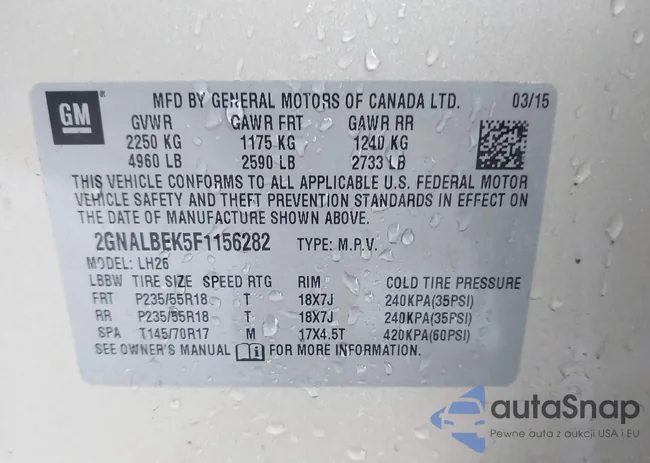 GM
MFD BY GENERAL MOTORS OF CANADA LTD. 03/15
GVWR GAWR FRT GAWR RR
2250 KG 1175 KG 1240 KG
4960 LB 2590 LB 2733 LB
THIS VEHICLE CONFORMS TO ALL APPLICABLE U.S. FEDERAL MOTOR
VEHICLE SAFETY AND THEFT PREVENTION STANDARDS IN EFFECT ON
THE DATE OF MANUFACTURE SHOWN ABOVE.
2GNALBEK5F1156282 TYPE: M.P.V.
MODEL: LH26
LBBW TIRE SIZE SPEED RTG RIM COLD TIRE PRESSURE
FRT P235/55R18 T 18X7J 240KPA(35PSI)
RR P235/55R18 T 18X7J 240KPA(35PSI)
SPA T145/70R17 M 17X4.5T 420KPA(60PSI)
SEE OWNER'S MANUAL FOR MORE INFORMATION.
autaSnap
Pewne auta z aukcji USA i EU